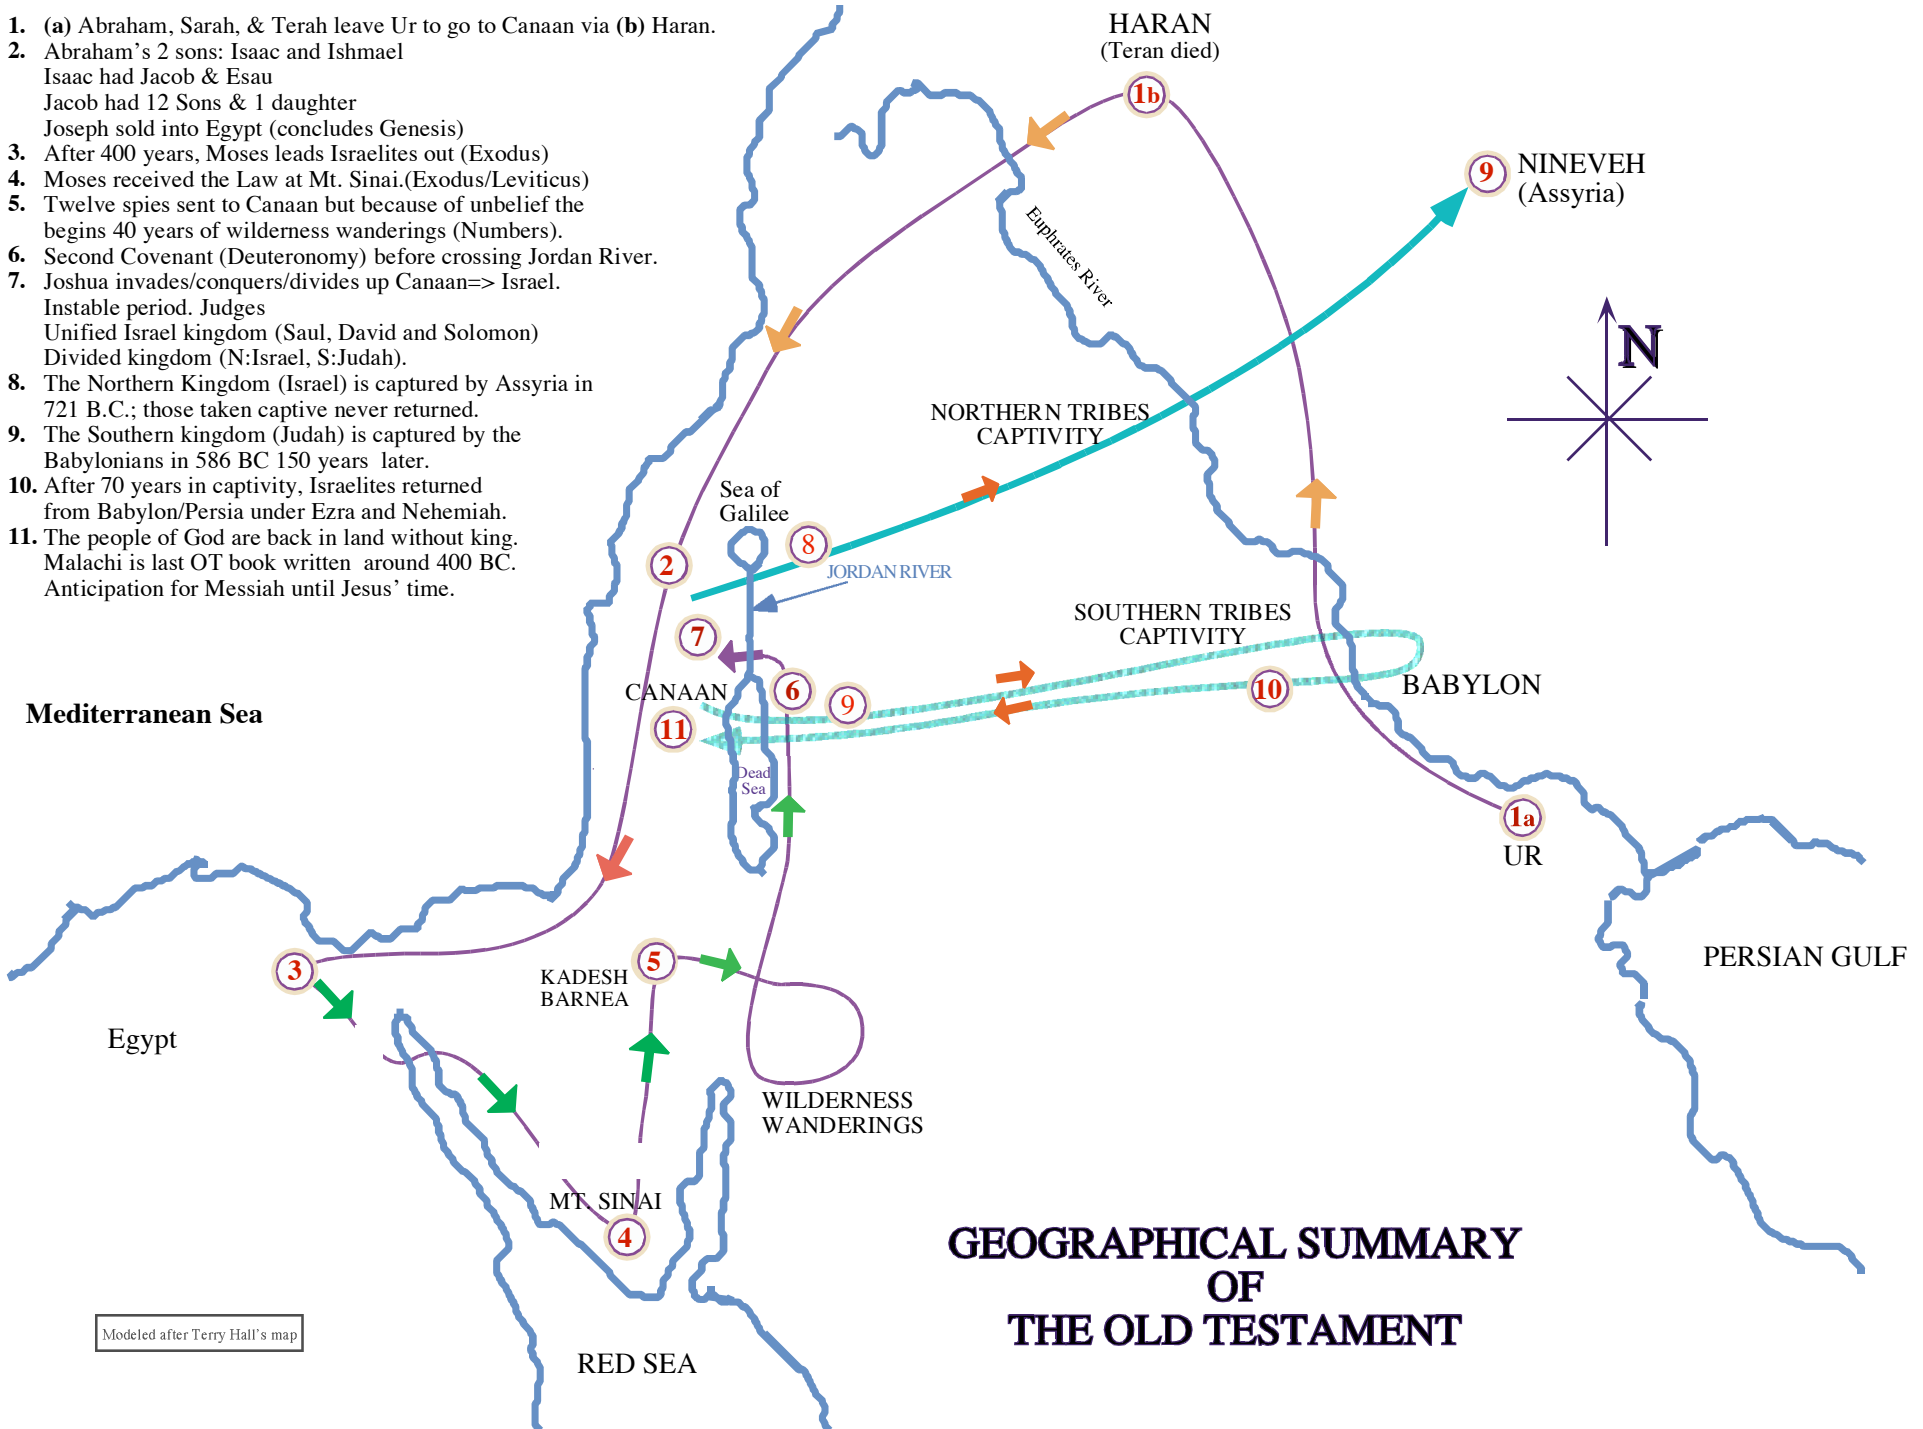 1. (a) Abraham, Sarah, & Terah leave Ur to go to Canaan via (b) Haran.
2. Abraham's 2 sons: Isaac and Ishmael
Isaac had Jacob & Esau
Jacob had 12 Sons & 1 daughter
Joseph sold into Egypt (concludes Genesis)
3. After 400 years, Moses leads Israelites out (Exodus)
4. Moses received the Law at Mt. Sinai.(Exodus/Leviticus)
5. Twelve spies sent to Canaan but because of unbelief the
begins 40 years of wilderness wanderings (Numbers).
6. Second Covenant (Deuteronomy) before crossing Jordan River.
7. Joshua invades/conquers/divides up Canaan=> Israel.
Instable period. Judges
Unified Israel kingdom (Saul, David and Solomon)
Divided kingdom (N:Israel, S:Judah).
8. The Northern Kingdom (Israel) is captured by Assyria in
721 B.C.; those taken captive never returned.
9. The Southern kingdom (Judah) is captured by the
Babylonians in 586 BC 150 years later.
10. After 70 years in captivity, Israelites returned
from Babylon/Persia under Ezra and Nehemiah.
11. The people of God are back in land without king.
Malachi is last OT book written around 400 BC.
Anticipation for Messiah until Jesus' time.
HARAN
(Teran died)
1b
9
NINEVEH
(Assyria)
Euphrates River
N
NORTHERN TRIBES
CAPTIVITY
Sea of
Galilee
8
2
JORDAN RIVER
SOUTHERN TRIBES
CAPTIVITY
7
CANAAN
6
9
10
BABYLON
11
Mediterranean Sea
Dead
Sea
1a
UR
3
5
KADESH
BARNEA
PERSIAN GULF
Egypt
WILDERNESS
WANDERINGS
MT. SINAI
4
GEOGRAPHICAL SUMMARY
OF
THE OLD TESTAMENT
Modeled after Terry Hall's map
RED SEA